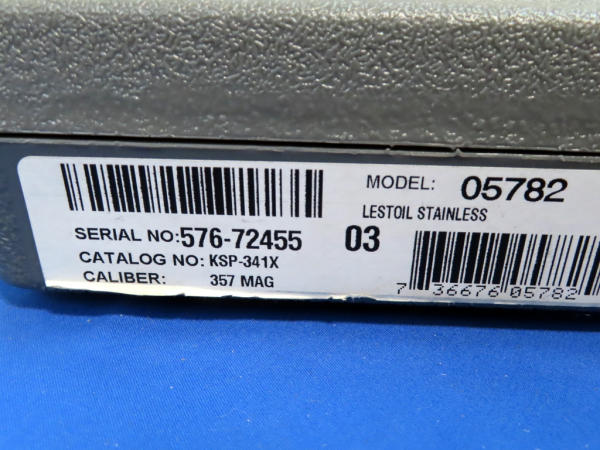 MODEL: 05782
LESTOIL STAINLESS
SERIAL NO:576-72455 03
CATALOG NO: KSP-341X
CALIBER: 357 MAG
7 36676 05782